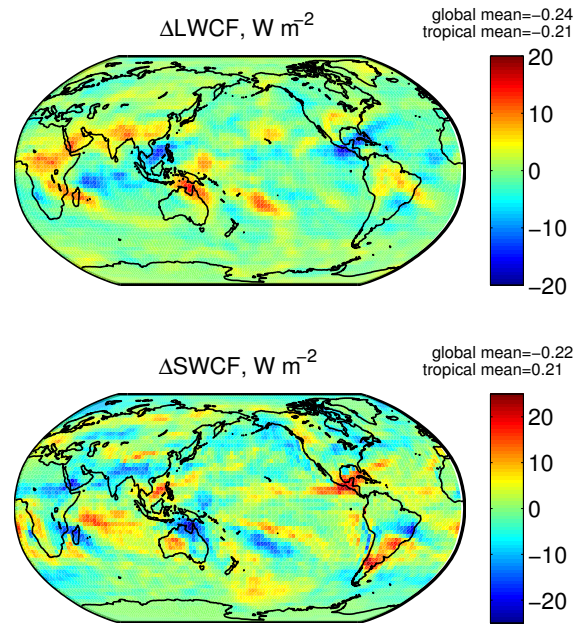 ΔLWCF, W m−2
global mean=−0.24
tropical mean=−0.21
20
10
0
−10
−20
ΔSWCF, W m−2
global mean=−0.22
tropical mean=0.21
20
10
0
−10
−20